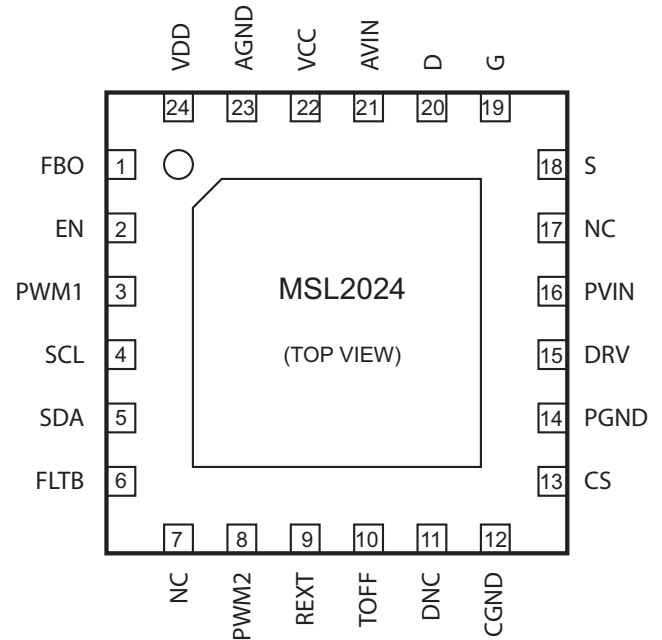 VDD AGND VCC AVIN D G
24 23 22 21 20 19
FBO 1 18 S
EN 2 17 NC
PWM1 3 MSL2024 16 PVIN
SCL 4 (TOP VIEW) 15 DRV
SDA 5 14 PGND
FLTB 6 13 CS
7 8 9 10 11 12
NC PWM2 REXT TOFF DNC CGND